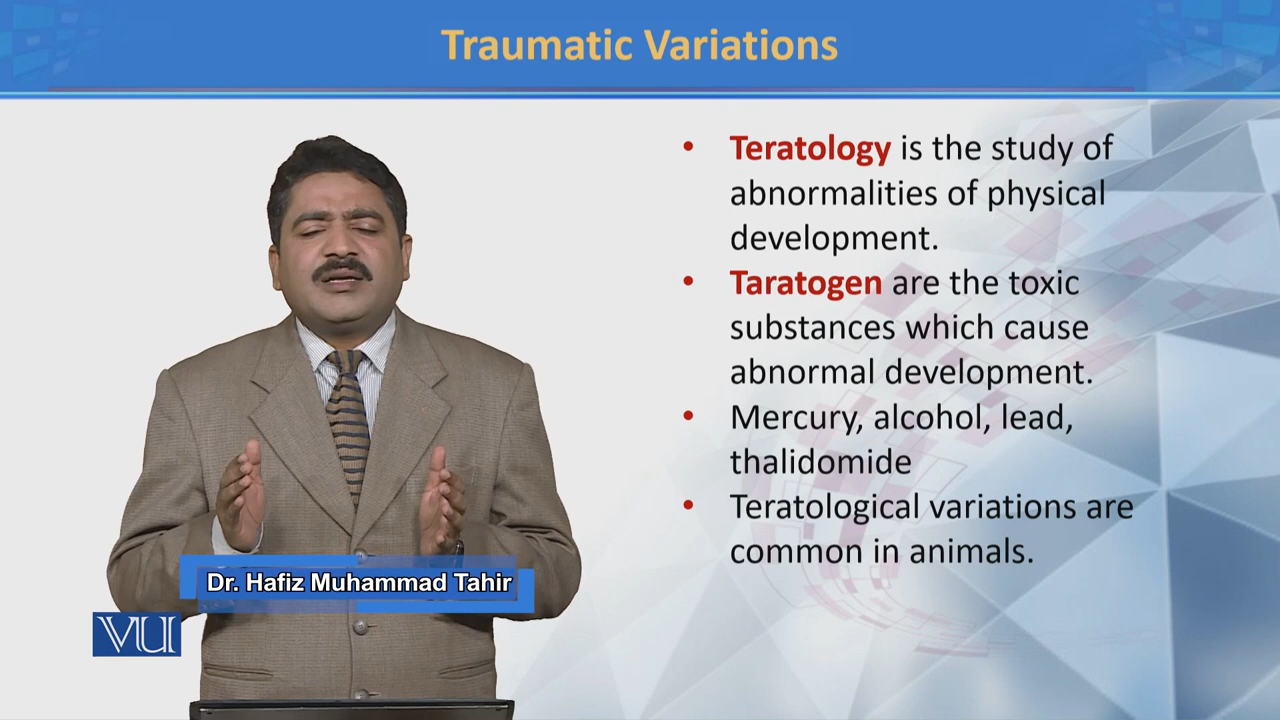 Traumatic Variations
• Teratology is the study of
abnormalities of physical
development.
• Taratogen are the toxic
substances which cause
abnormal development.
• Mercury, alcohol, lead,
thalidomide
• Teratological variations are
common in animals.
Dr. Hafiz Muhammad Tahir
VU